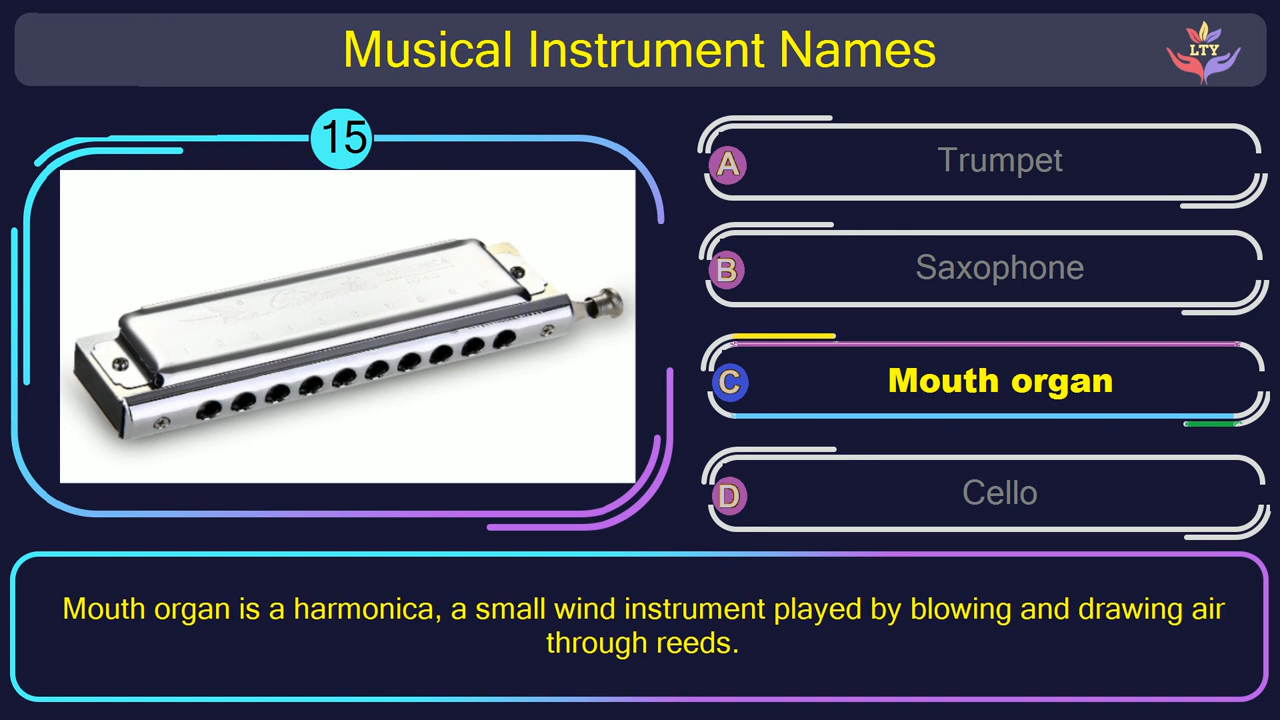 Musical Instrument Names
LTY
15
A
Trumpet
B
Saxophone
C
Mouth organ
D
Cello
Mouth organ is a harmonica, a small wind instrument played by blowing and drawing air
through reeds.